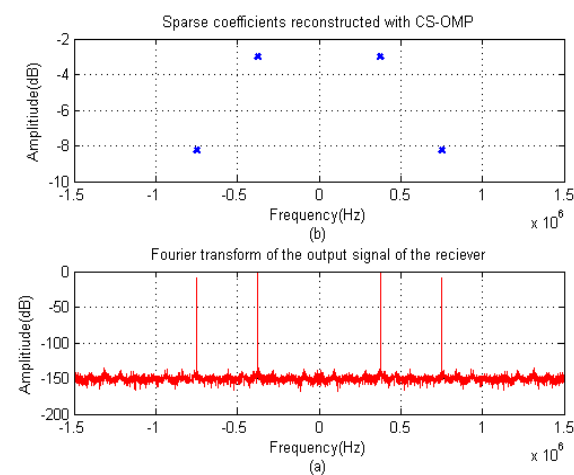 Sparse coefficients reconstructed with CS-OMP
Amplitiude(dB)
-2
-4
-6
-8
-10
-1.5 -1 -0.5 0 0.5 1 1.5
Frequency(Hz)
x 10^6
(b)
Fourier transform of the output signal of the reciever
Amplitiude(dB)
0
-50
-100
-150
-200
-1.5 -1 -0.5 0 0.5 1 1.5
Frequency(Hz)
x 10^6
(a)